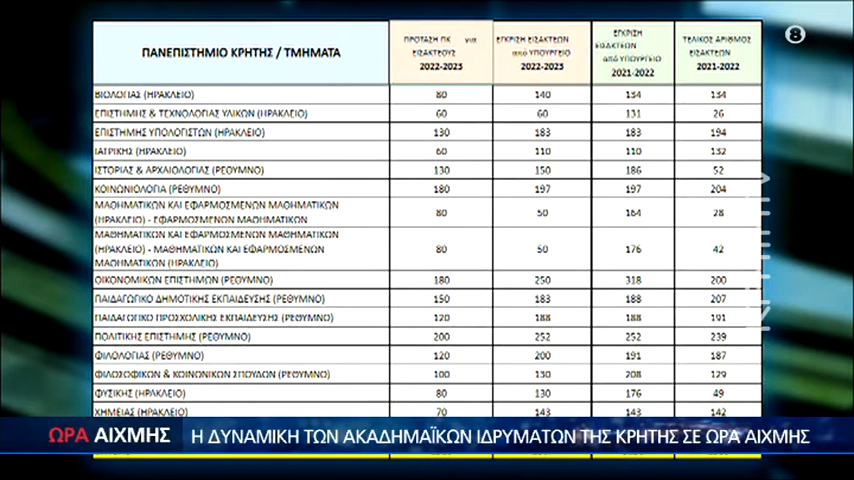 ΠΑΝΕΠΙΣΤΗΜΙΟ ΚΡΗΤΗΣ / ΤΜΗΜΑΤΑ
ΠΡΟΤΑΣΗ ΠΚ για ΕΙΣΑΚΤΕΟΥΣ 2022-2023
ΕΓΚΡΙΣΗ ΕΙΣΑΚΤΕΩΝ από ΥΠΟΥΡΓΕΙΟ 2022-2023
ΕΓΚΡΙΣΗ ΕΙΣΑΚΤΕΩΝ από ΥΠΟΥΡΓΕΙΟ 2021-2022
ΤΕΛΙΚΟΣ ΑΡΙΘΜΟΣ ΕΙΣΑΚΤΕΩΝ 2021-2022
8
ΒΙΟΛΟΓΙΑΣ (ΗΡΑΚΛΕΙΟ) 80 140 134 134
ΕΠΙΣΤΗΜΗΣ & ΤΕΧΝΟΛΟΓΙΑΣ ΥΛΙΚΩΝ (ΗΡΑΚΛΕΙΟ) 60 60 131 26
ΕΠΙΣΤΗΜΗΣ ΥΠΟΛΟΓΙΣΤΩΝ (ΗΡΑΚΛΕΙΟ) 130 183 183 194
ΙΑΤΡΙΚΗΣ (ΗΡΑΚΛΕΙΟ) 60 110 110 132
ΙΣΤΟΡΙΑΣ & ΑΡΧΑΙΟΛΟΓΙΑΣ (ΡΕΘΥΜΝΟ) 130 150 186 52
ΚΟΙΝΩΝΙΟΛΟΓΙΑ (ΡΕΘΥΜΝΟ) 180 197 197 204
ΜΑΘΗΜΑΤΙΚΩΝ ΚΑΙ ΕΦΑΡΜΟΣΜΕΝΩΝ ΜΑΘΗΜΑΤΙΚΩΝ
(ΗΡΑΚΛΕΙΟ) - ΕΦΑΡΜΟΣΜΕΝΩΝ ΜΑΘΗΜΑΤΙΚΩΝ 80 50 164 28
ΜΑΘΗΜΑΤΙΚΩΝ ΚΑΙ ΕΦΑΡΜΟΣΜΕΝΩΝ ΜΑΘΗΜΑΤΙΚΩΝ
(ΗΡΑΚΛΕΙΟ) - ΜΑΘΗΜΑΤΙΚΩΝ ΚΑΙ ΕΦΑΡΜΟΣΜΕΝΩΝ 80 50 176 42
ΜΑΘΗΜΑΤΙΚΩΝ (ΗΡΑΚΛΕΙΟ)
ΟΙΚΟΝΟΜΙΚΩΝ ΕΠΙΣΤΗΜΩΝ (ΡΕΘΥΜΝΟ) 180 250 318 200
ΠΑΙΔΑΓΩΓΙΚΟ ΔΗΜΟΤΙΚΗΣ ΕΚΠΑΙΔΕΥΣΗΣ (ΡΕΘΥΜΝΟ) 150 183 188 207
ΠΑΙΔΑΓΩΓΙΚΟ ΠΡΟΣΧΟΛΙΚΗΣ ΕΚΠΑΙΔΕΥΣΗΣ (ΡΕΘΥΜΝΟ) 120 188 188 191
ΠΟΛΙΤΙΚΗΣ ΕΠΙΣΤΗΜΗΣ (ΡΕΘΥΜΝΟ) 200 252 252 239
ΦΙΛΟΛΟΓΙΑΣ (ΡΕΘΥΜΝΟ) 120 200 191 187
ΦΙΛΟΣΟΦΙΚΩΝ & ΚΟΙΝΩΝΙΚΩΝ ΣΠΟΥΔΩΝ (ΡΕΘΥΜΝΟ) 100 130 208 129
ΦΥΣΙΚΗΣ (ΗΡΑΚΛΕΙΟ) 80 130 176 49
ΧΗΜΕΙΑΣ (ΗΡΑΚΛΕΙΟ) 70 143 143 142
ΩΡΑ ΑΙΧΜΗΣ Η ΔΥΝΑΜΙΚΗ ΤΩΝ ΑΚΑΔΗΜΑΪΚΩΝ ΙΔΡΥΜΑΤΩΝ ΤΗΣ ΚΡΗΤΗΣ ΣΕ ΩΡΑ ΑΙΧΜΗΣ